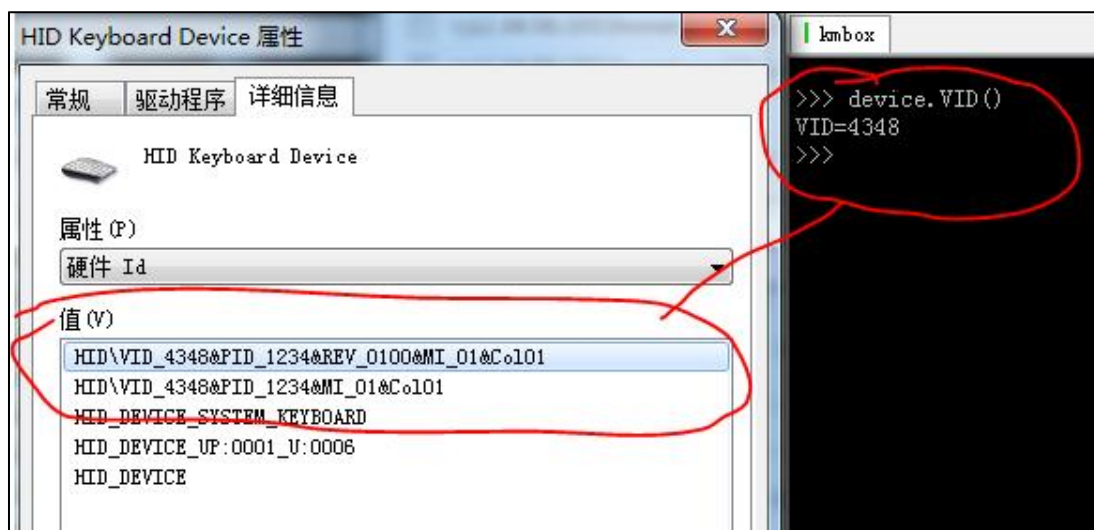 HID Keyboard Device 属性
常规 驱动程序 详细信息
HID Keyboard Device
属性(P)
硬件 Id
值(V)
HID\VID_4348&PID_1234&REV_0100&MI_01&Col01
HID\VID_4348&PID_1234&MI_01&Col01
HID_DEVICE_SYSTEM_KEYBOARD
HID_DEVICE_UP:0001_U:0006
HID_DEVICE
kmbox
>>> device.VID()
VID=4348
>>>